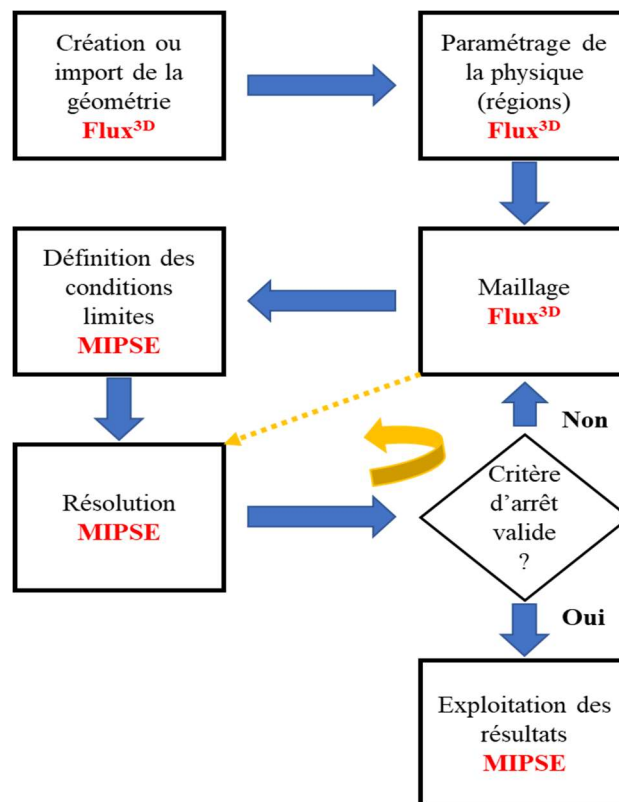 Création ou
import de la
géométrie
Flux³ᴰ
Paramétrage de
la physique
(régions)
Flux³ᴰ
Définition des
conditions
limites
MIPSE
Maillage
Flux³ᴰ
Résolution
MIPSE
Non
Critère
d'arrêt
valide
?
Oui
Exploitation des
résultats
MIPSE